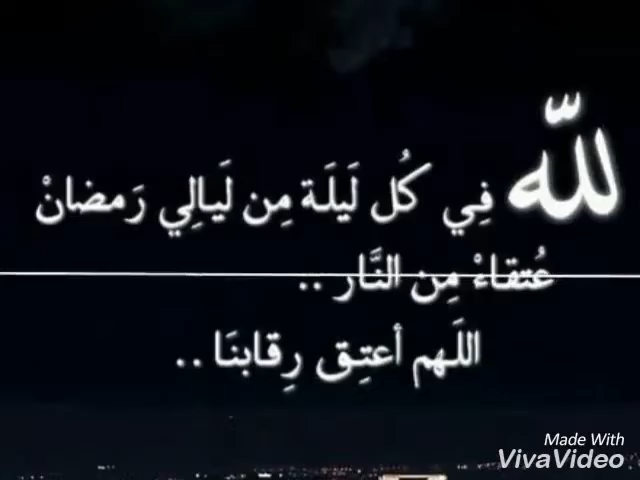 لله فِي كُل لَيلَة مِن لَيالِي رَمضانْ
عُتقاءْ مِن النَّار ..
اللَهم أعتِق رِقابنَا ..
Made With
VivaVideo